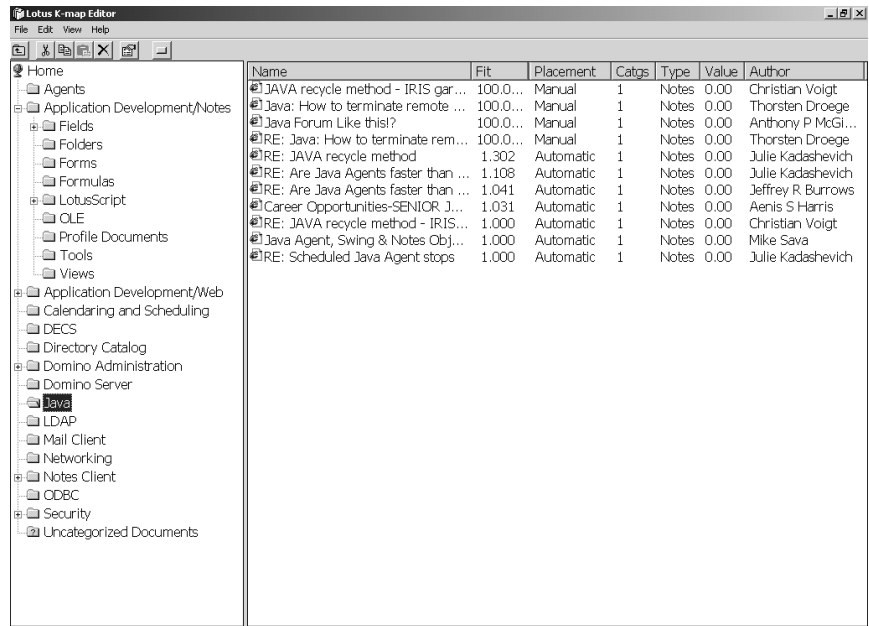 Lotus K-map Editor
File Edit View Help
Home
Agents
Application Development/Notes
Fields
Folders
Forms
Formulas
LotusScript
OLE
Profile Documents
Tools
Views
Application Development/Web
Calendaring and Scheduling
DECS
Directory Catalog
Domino Administration
Domino Server
Java
LDAP
Mail Client
Networking
Notes Client
ODBC
Security
Uncategorized Documents
Name Fit Placement Catgs Type Value Author
JAVA recycle method - IRIS gar... 100.0... Manual 1 Notes 0.00 Christian Voigt
Java: How to terminate remote ... 100.0... Manual 1 Notes 0.00 Thorsten Droege
Java Forum Like this!? 100.0... Manual 1 Notes 0.00 Anthony P McGi...
RE: Java: How to terminate rem... 100.0... Manual 1 Notes 0.00 Thorsten Droege
RE: JAVA recycle method 1.302 Automatic 1 Notes 0.00 Julie Kadashevich
RE: Are Java Agents faster than ... 1.108 Automatic 1 Notes 0.00 Julie Kadashevich
RE: Are Java Agents faster than ... 1.041 Automatic 1 Notes 0.00 Jeffrey R Burrows
Career Opportunities-SENIOR J... 1.031 Automatic 1 Notes 0.00 Aenis S Harris
RE: JAVA recycle method - IRIS... 1.000 Automatic 1 Notes 0.00 Christian Voigt
Java Agent, Swing & Notes Obj... 1.000 Automatic 1 Notes 0.00 Mike Sava
RE: Scheduled Java Agent stops 1.000 Automatic 1 Notes 0.00 Julie Kadashevich